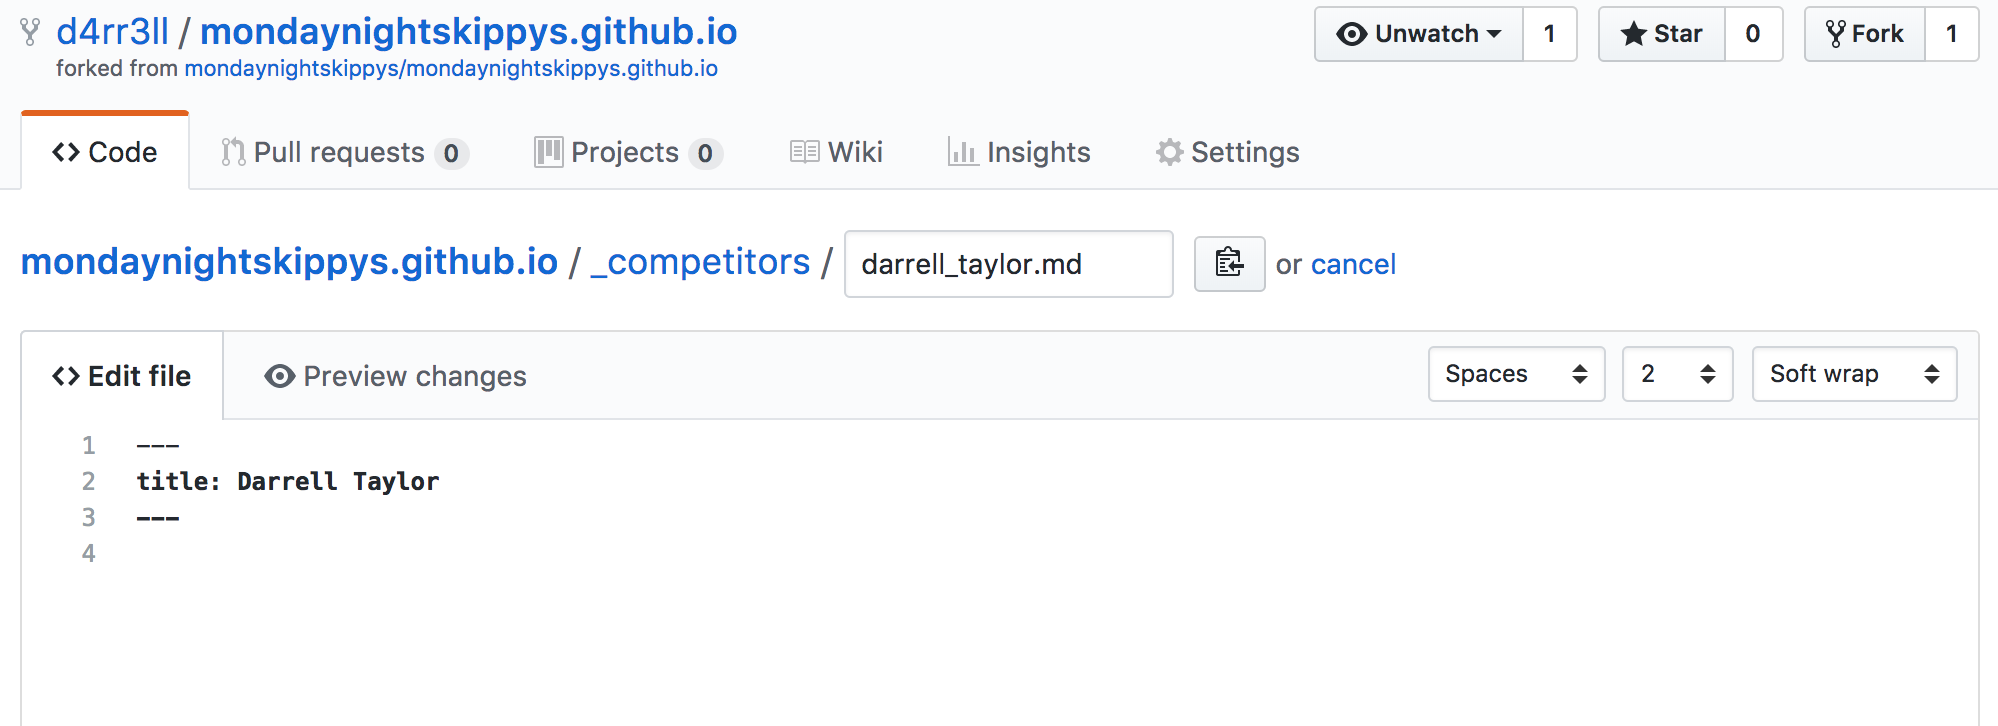 d4rr3ll / mondaynightskippys.github.io
Unwatch 1 Star 0 Fork 1
forked from mondaynightskippys/mondaynightskippys.github.io
Code Pull requests 0 Projects 0 Wiki Insights Settings
mondaynightskippys.github.io / _competitors / darrell_taylor.md or cancel
Edit file Preview changes Spaces 2 Soft wrap
1 ---
2 title: Darrell Taylor
3 ---
4